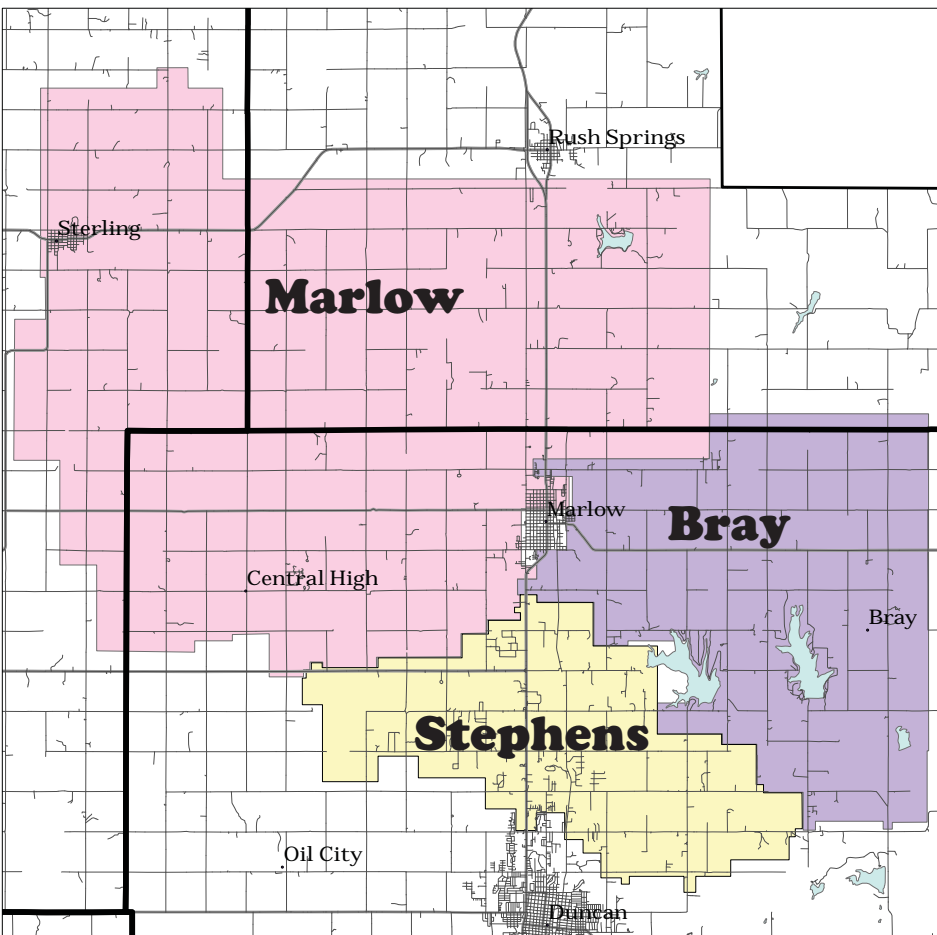 Rush Springs
Sterling
Marlow
Marlow
Bray
Central High
Bray
Stephens
Oil City
Duncan